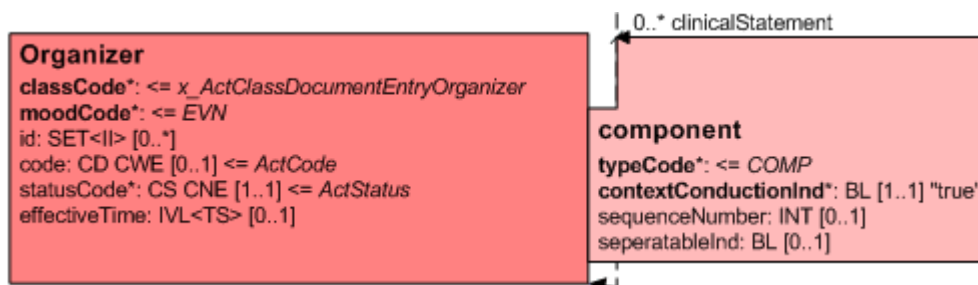 0..* clinicalStatement
Organizer
classCode*: <= x_ActClassDocumentEntryOrganizer
moodCode*: <= EVN
id: SET<II> [0..*]
code: CD CWE [0..1] <= ActCode
statusCode*: CS CNE [1..1] <= ActStatus
effectiveTime: IVL<TS> [0..1]
component
typeCode*: <= COMP
contextConductionInd*: BL [1..1] "true"
sequenceNumber: INT [0..1]
seperatableInd: BL [0..1]